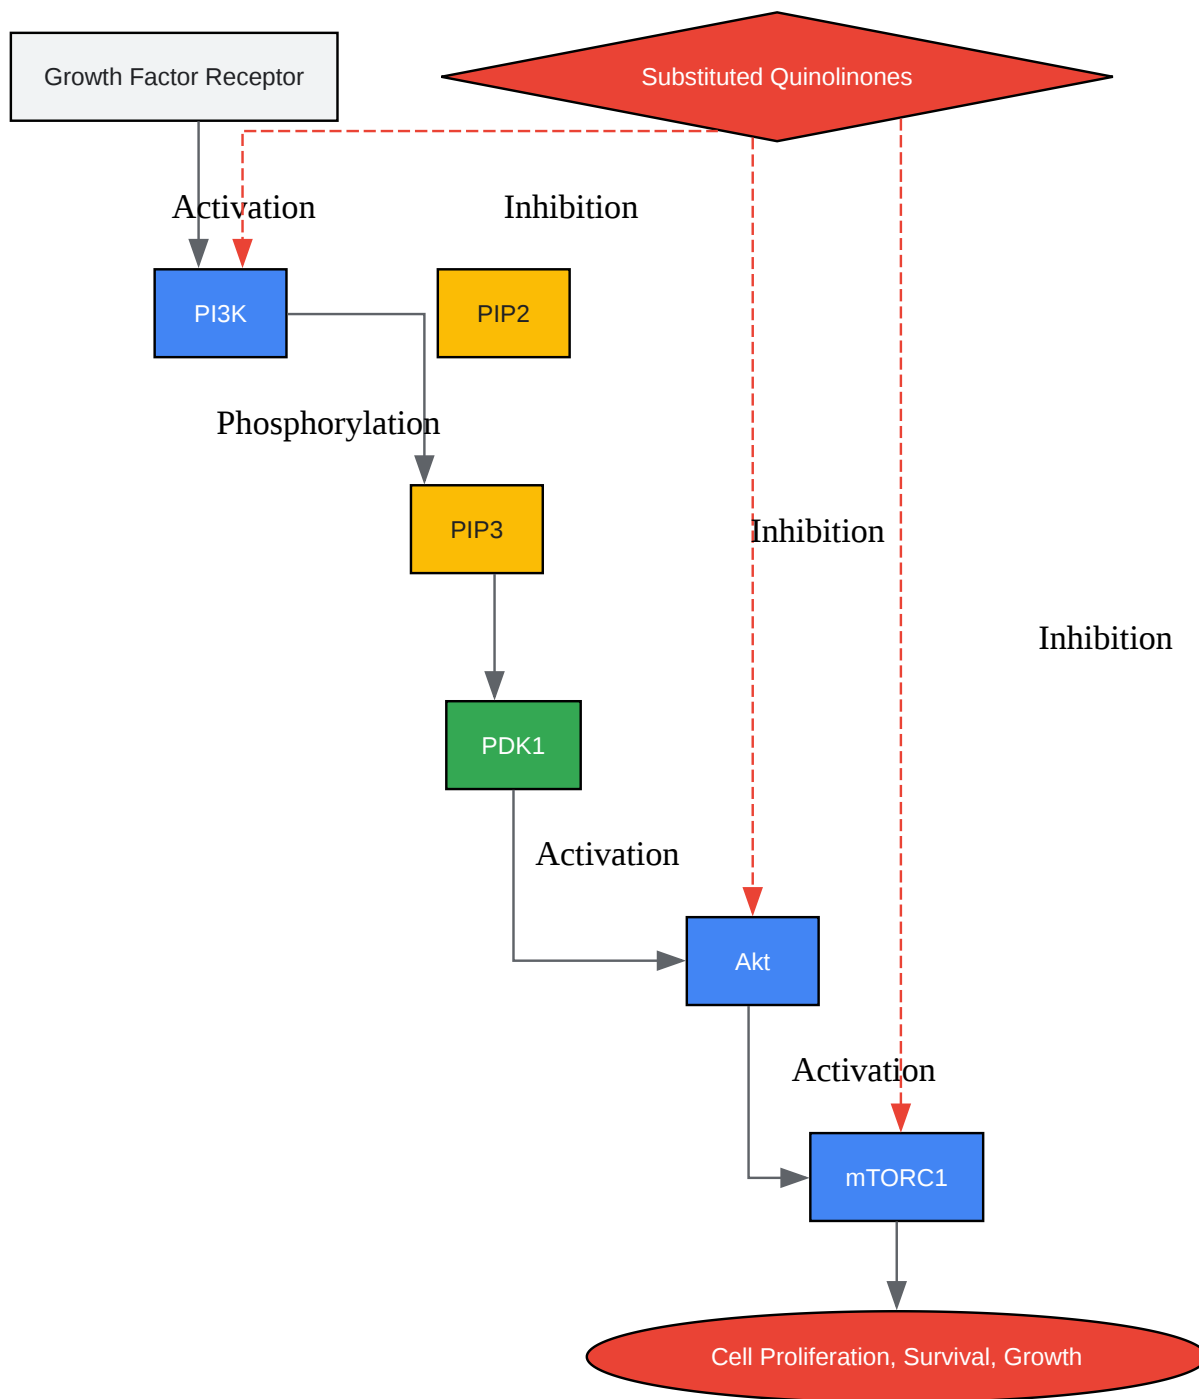 Growth Factor Receptor
Substituted Quinolinones
Activation
Inhibition
PI3K
PIP2
Phosphorylation
PIP3
Inhibition
Inhibition
PDK1
Activation
Akt
Activation
mTORC1
Cell Proliferation, Survival, Growth